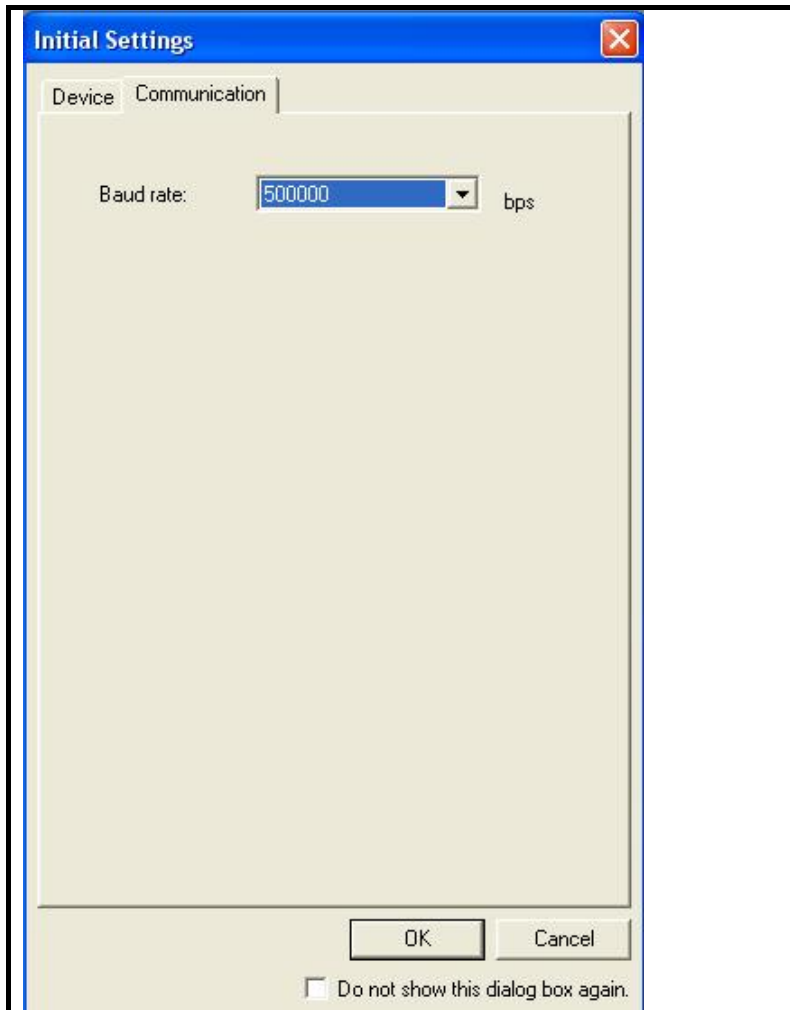 Initial Settings
Device Communication
Baud rate: 500000 bps
OK Cancel
Do not show this dialog box again.